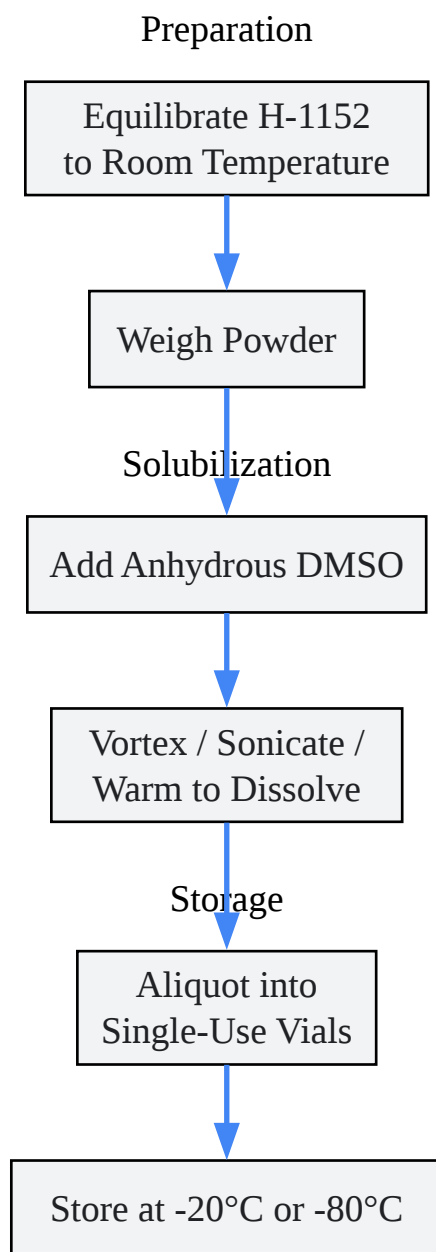 Preparation
Equilibrate H-1152
to Room Temperature
Weigh Powder
Solubilization
Add Anhydrous DMSO
Vortex / Sonicate /
Warm to Dissolve
Storage
Aliquot into
Single-Use Vials
Store at -20°C or -80°C